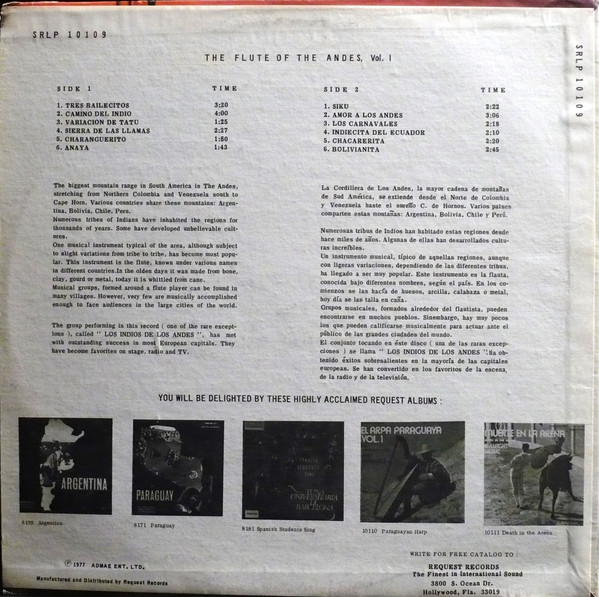 SRLP 10109
THE FLUTE OF THE ANDES, Vol. 1
SRLP 10109
SIDE 1 TIME
1. TRES BAILECITOS 3:20
2. CAMINO DEL INDIO 4:00
3. VARIACION DE TATU 1:25
4. SIERRA DE LAS LLAMAS 2:27
5. CHARANGUERITO 1:50
6. ANAYA 1:43
SIDE 2 TIME
1. SIKU 2:22
2. AMOR A LOS ANDES 3:06
3. LOS CARNAVALES 2:18
4. INDIECITA DEL ECUADOR 2:10
5. CHACARERITA 2:20
6. BOLIVIANITA 2:45
The biggest mountain range in South America in The Andes,
stretching from Northern Colombia and Venezuela south to
Cape Horn. Various countries share these mountains: Argen-
tina, Bolivia, Chile, Peru.
Numerous tribes of Indians have inhabited the regions for
thousands of years. Some have developed unbelievable cult-
ures.
One musical instrument typical of the area, although subject
to slight variations from tribe to tribe, has become most pop-
ular. This instrument is the flute, known under various names
in different countries.In the olden days it was made from bone,
clay, gourd or metal, today it is whittled from cane.
Musical groups, formed around a flute player can be found in
many villages. However, very few are musically accomplished
enough to face audiences in the large cities of the world.
The group performing in this record ( one of the rare except-
ions ), called " LOS INDIOS DE LOS ANDES ", has met
with outstanding success in most European capitals. They
have become favorites on stage, radio and TV.
La Cordillera de Los Andes, la mayor cadena de montañas
de Sud América, se extiende desde el Norte de Colombia
y Venezuela haste el sueño C. de Hornos. Varios paises
comparten estas montañas: Argentina, Bolivia, Chile y Perú.
Numerosas tribus de Indios han habitado estas regiones desde
hace miles de años. Algunas de ellas han desarrollados cultu-
ras increíbles.
Un instrumento musical, típico de aquellas regiones, aunque
con ligeras variaciones, dependiendo de las diferentes tribus,
ha llegado a ser muy popular. Este instrumento es la flauta,
conocida bajo diferentes nombres, según el país. En los co-
mienzos se las hacía de huesos, arcilla, calabaza o metal,
hoy día se las talla en caña.
Grupos musicales, formados alrededor del flautista, pueden
encontrarse en muchos pueblos. Sinembargo, hay muy pocos
los que pueden calificarse musicalmente para actuar ante el
público de las grandes ciudades del mundo.
El conjunto tocando en éste disco ( una de las raras excep-
ciones ) se llama " LOS INDIOS DE LOS ANDES ".Ha ob-
tenido éxitos sobresalientes en la mayoría de las capitales
europeas. Se han convertido en los favoritos de la escena,
de la radio y de la televisión.
YOU WILL BE DELIGHTED BY THESE HIGHLY ACCLAIMED REQUEST ALBUMS :
ARGENTINA
PARAGUAY
BARCELONA
EL ARPA PARAGUAYA
VOL.1
MUERTE EN LA ARENA
Argentina
8171 Paraguay
8181 Spanish Students Sing
10110 Paraguayan Harp
10111 Death in the Arena
WRITE FOR FREE CATALOG TO :
REQUEST RECORDS
The Finest in International Sound
3800 S. Ocean Dr.
Hollywood, Fla. 33019
℗ 1977 ADMAE ENT. LTD.
Manufactured and Distributed by Request Records